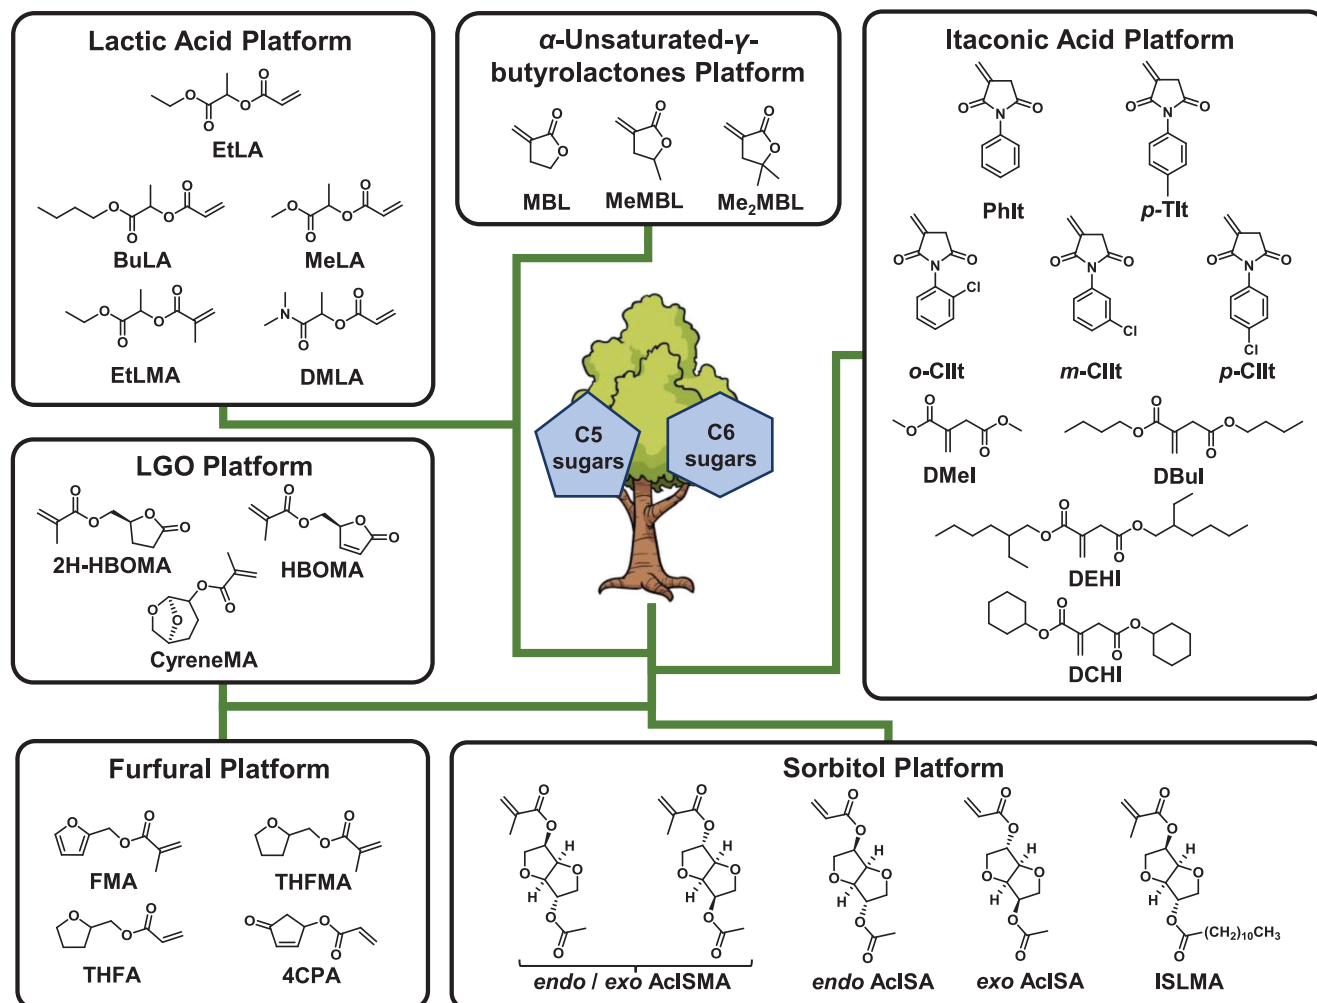 Lactic Acid Platform
EtLA
BuLA
MeLA
EtLMA
DMLA
α-Unsaturated-γ-
butyrolactones Platform
MBL
MeMBL
Me₂MBL
Itaconic Acid Platform
PhIt
p-TIt
o-ClIt
m-ClIt
p-ClIt
DMeI
DBuI
DEHI
DCHI
C5
sugars
C6
sugars
LGO Platform
2H-HBOMA
HBOMA
CyreneMA
Furfural Platform
FMA
THFMA
THFA
4CPA
Sorbitol Platform
(CH₂)₁₀CH₃
endo / exo AcISMA
endo AcISA
exo AcISA
ISLMA